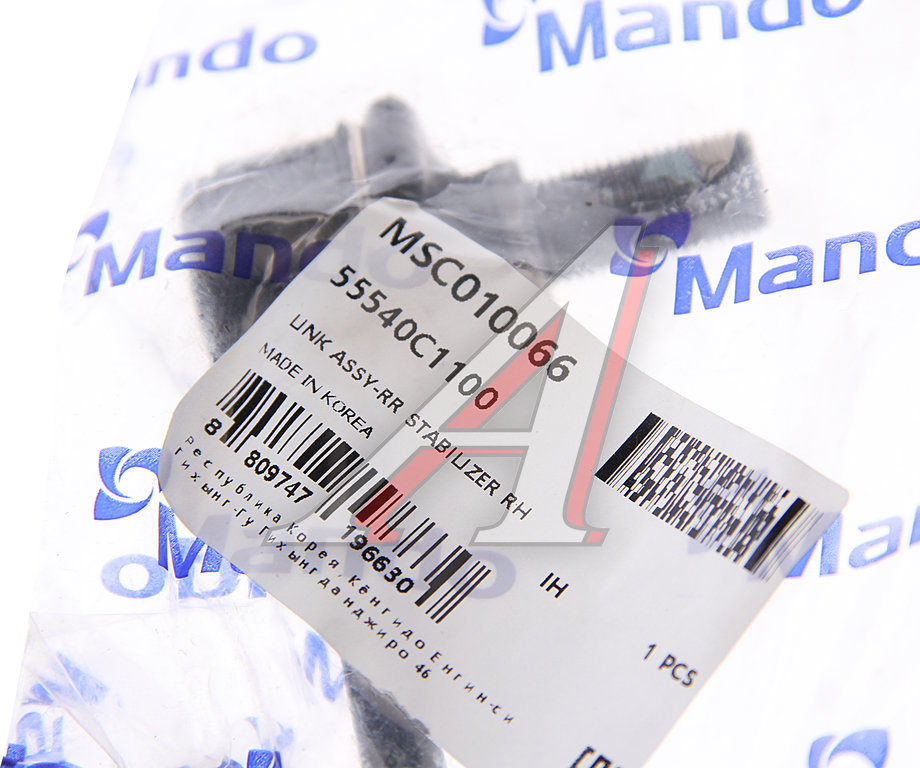 Mando
Mando
Mando
Mando
MSC010066
55540C1100
LINK ASSY-RR STABILIZER RH
MADE IN KOREA
8 809747 196630
IH
Республика Корея, Кёнгидо Енгин-си
Гихынг-гу Гихынгданджиро 46
1 PCS
Mando